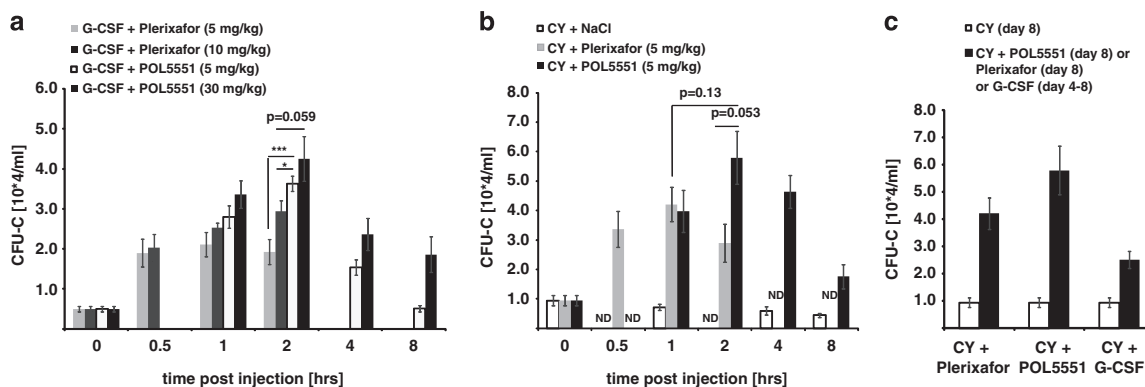 a
G-CSF + Plerixafor (5 mg/kg)
G-CSF + Plerixafor (10 mg/kg)
G-CSF + POL5551 (5 mg/kg)
G-CSF + POL5551 (30 mg/kg)
6.0
5.0
4.0
3.0
2.0
1.0
CFU-C [10*4/ml]
p=0.059
***
*
0
0.5
1
2
4
8
time post injection [hrs]
b
CY + NaCl
CY + Plerixafor (5 mg/kg)
CY + POL5551 (5 mg/kg)
8.0
7.0
6.0
5.0
4.0
3.0
2.0
1.0
CFU-C [10*4/ml]
p=0.13
p=0.053
ND
ND
ND
ND
ND
0
0.5
1
2
4
8
time post injection [hrs]
c
CY (day 8)
CY + POL5551 (day 8) or
Plerixafor (day 8)
or G-CSF (day 4-8)
8.0
7.0
6.0
5.0
4.0
3.0
2.0
1.0
CFU-C [10*4/ml]
CY +
Plerixafor
CY +
POL5551
CY +
G-CSF